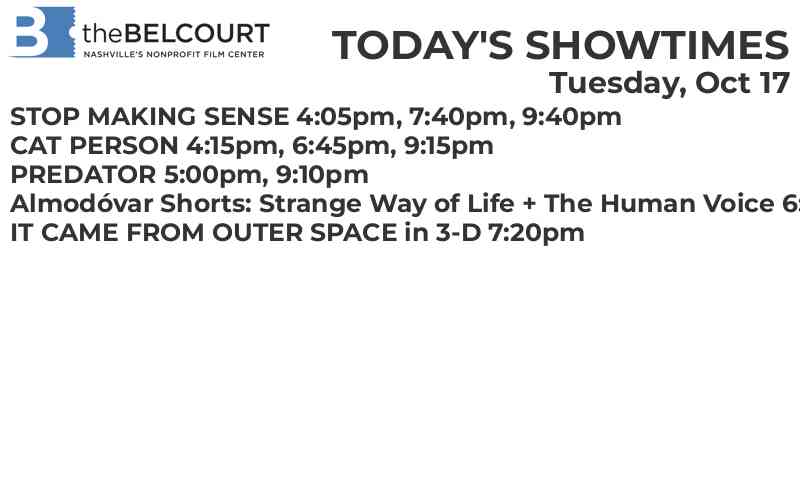 B theBELCOURT
NASHVILLE'S NONPROFIT FILM CENTER
TODAY'S SHOWTIMES
Tuesday, Oct 17
STOP MAKING SENSE 4:05pm, 7:40pm, 9:40pm
CAT PERSON 4:15pm, 6:45pm, 9:15pm
PREDATOR 5:00pm, 9:10pm
Almodóvar Shorts: Strange Way of Life + The Human Voice 6:
IT CAME FROM OUTER SPACE in 3-D 7:20pm